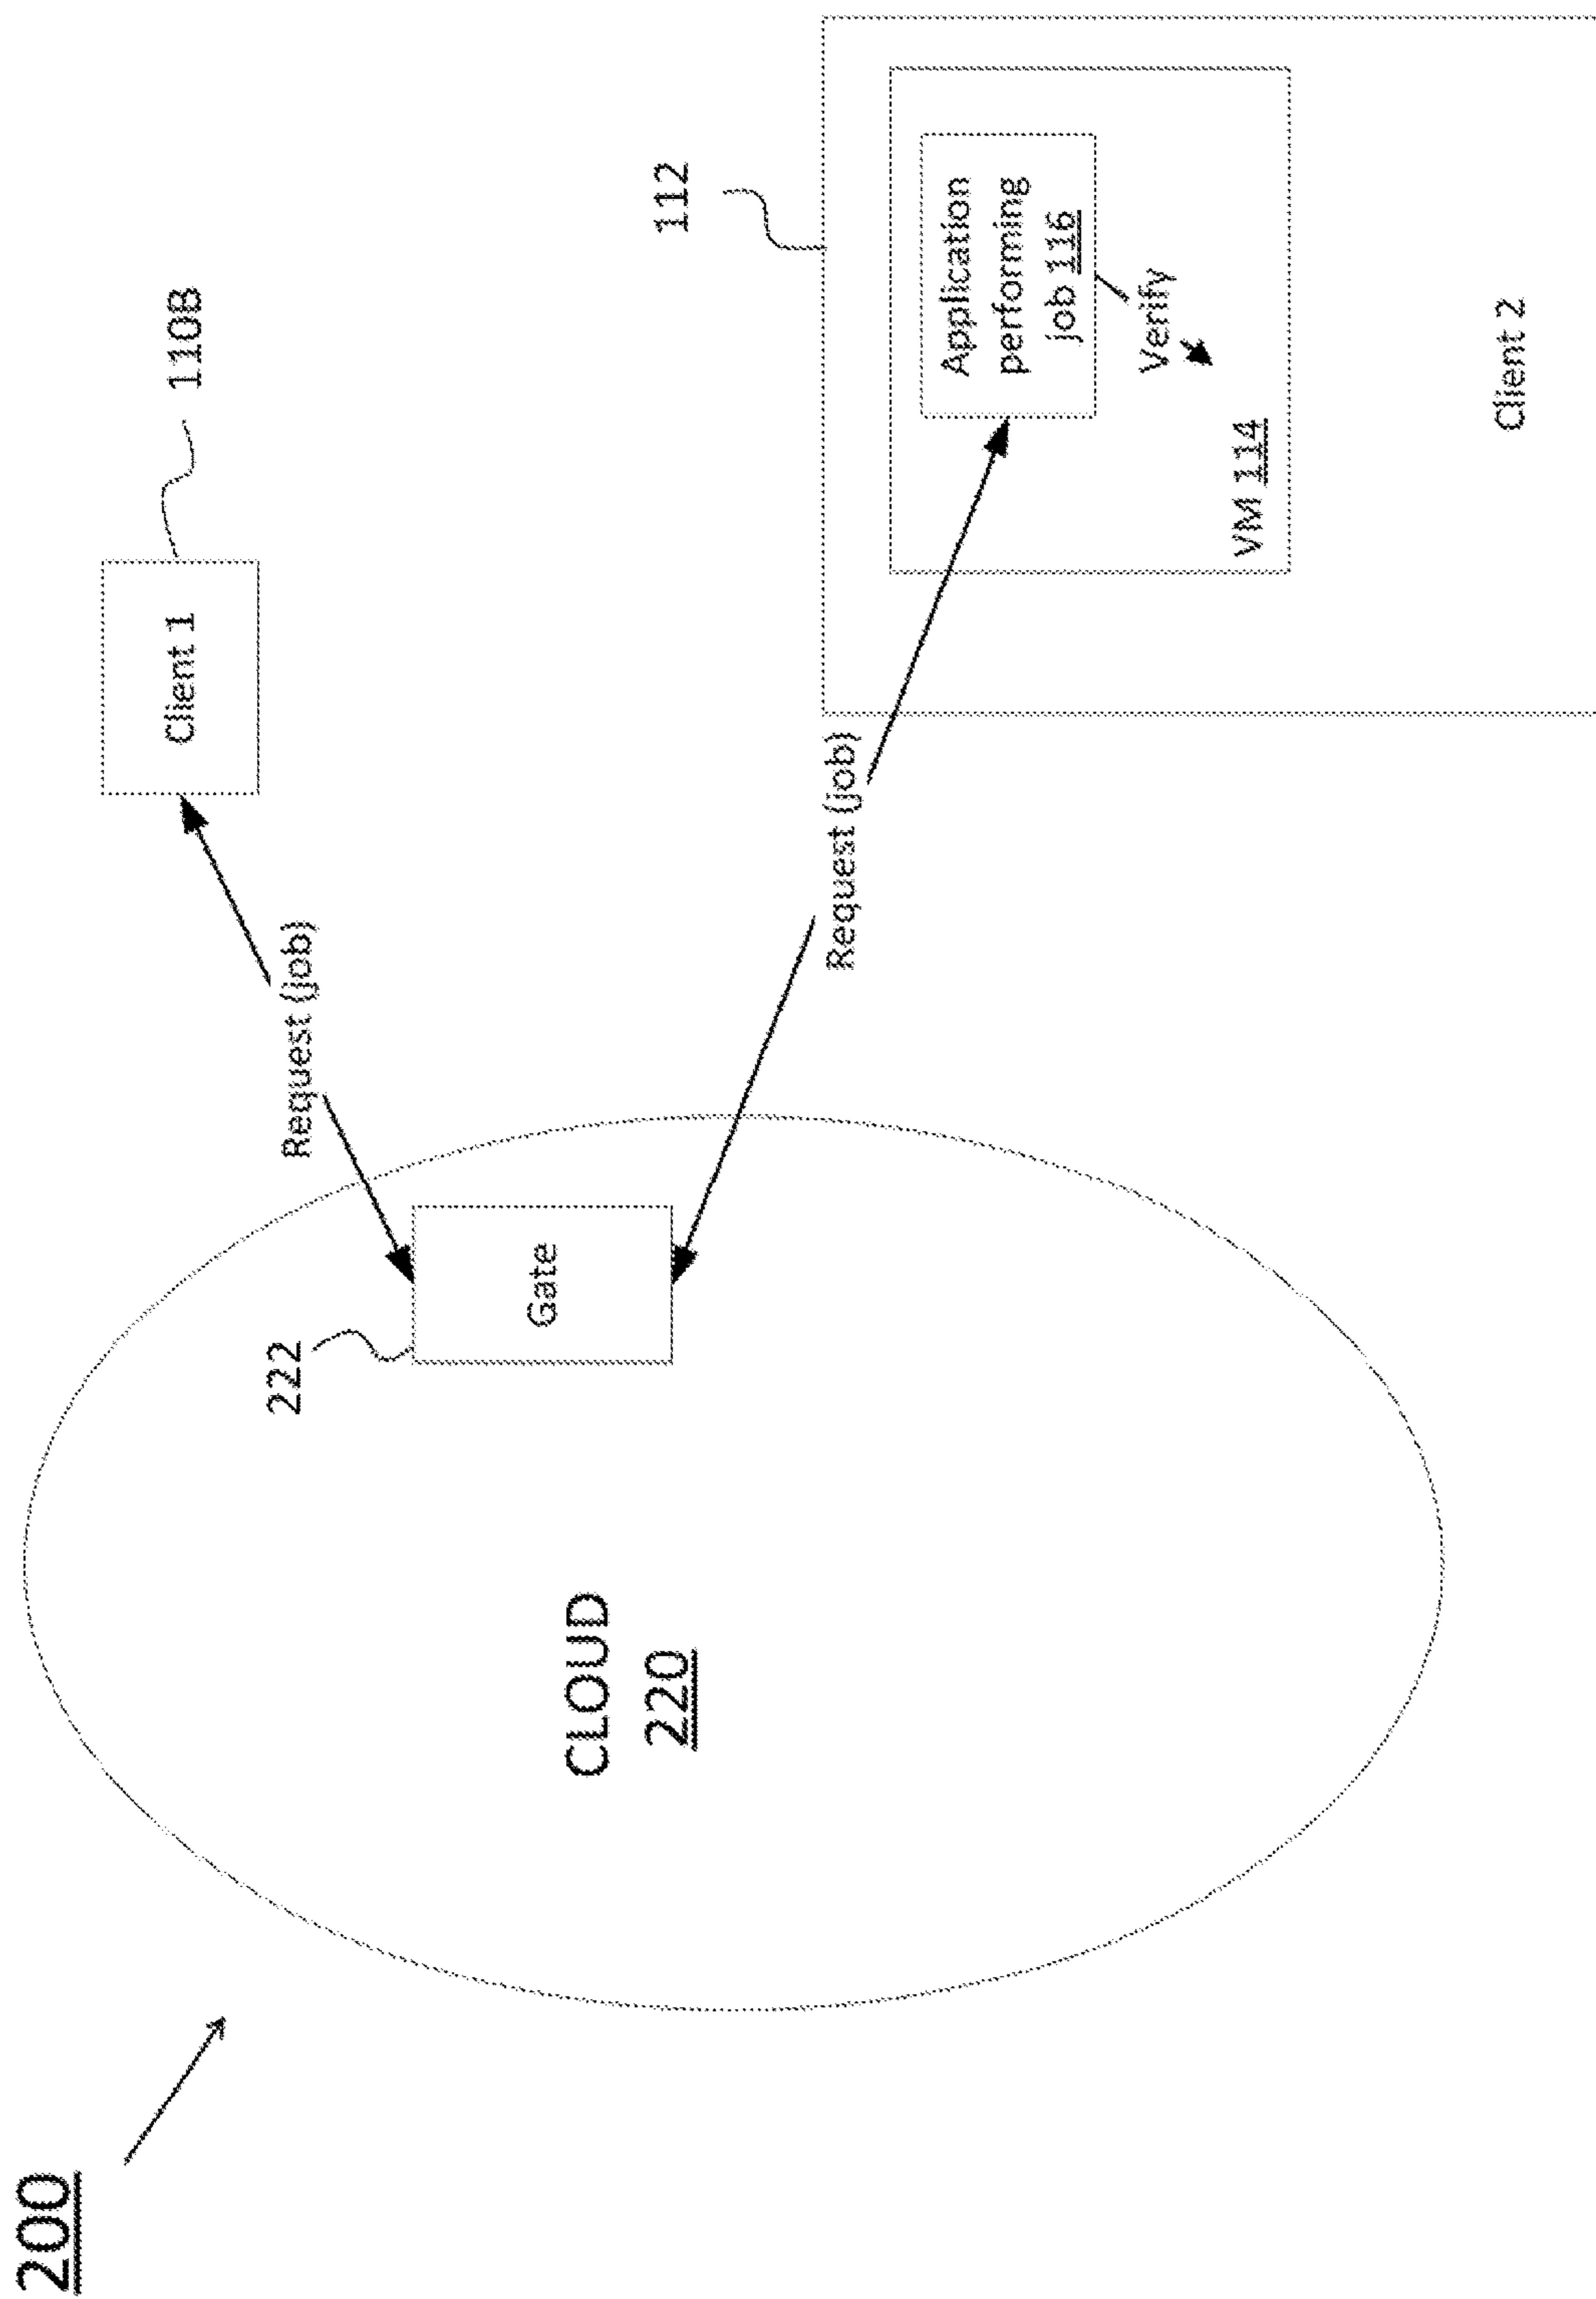 200
CLOUD
220
222
Gate
Request (job)
Client 1
110B
Request (job)
112
Application
performing
job 116
Verify
VM 114
Client 2